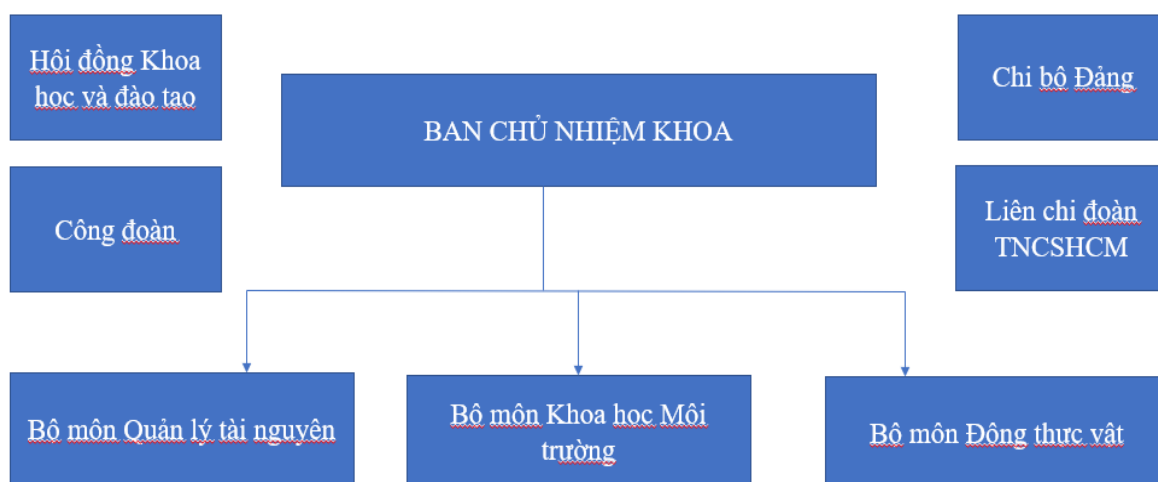 Hội đồng Khoa
học và đào tạo
Chi bộ Đảng
BAN CHỦ NHIỆM KHOA
Công đoàn
Liên chi đoàn
TNCSHCM
Bộ môn Quản lý tài nguyên
Bộ môn Khoa học Môi
trường
Bộ môn Động thực vật